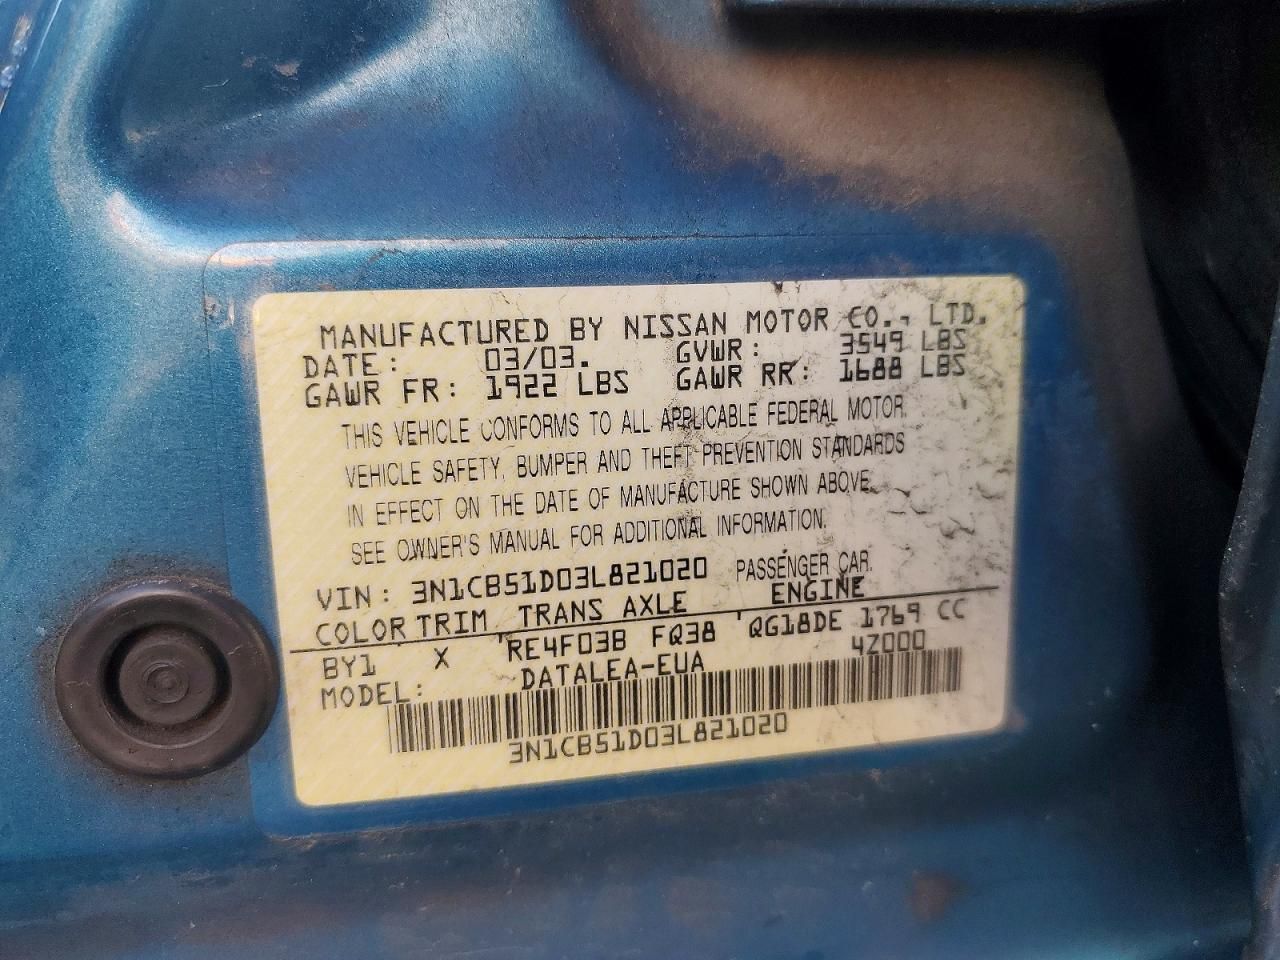 MANUFACTURED BY NISSAN MOTOR CO., LTD.
DATE: 03/03. GVWR: 3549 LBS
GAWR FR: 1922 LBS GAWR RR: 1688 LBS
THIS VEHICLE CONFORMS TO ALL APPLICABLE FEDERAL MOTOR
VEHICLE SAFETY, BUMPER AND THEFT PREVENTION STANDARDS
IN EFFECT ON THE DATE OF MANUFACTURE SHOWN ABOVE.
SEE OWNER'S MANUAL FOR ADDITIONAL INFORMATION.
VIN: 3N1CB51D03L821020 PASSENGER CAR.
COLOR TRIM TRANS AXLE ENGINE
BY1 X RE4F03B FQ38 QG18DE 1769 CC
MODEL: DATALEA-EUA 4Z000
3N1CB51D03L821020